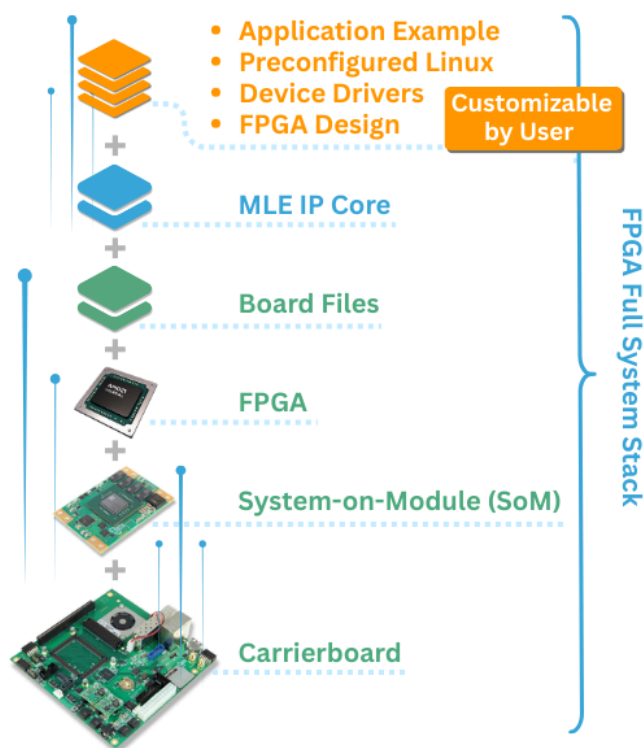 Application Example
Preconfigured Linux
Device Drivers
FPGA Design
Customizable
by User
MLE IP Core
Board Files
FPGA
System-on-Module (SoM)
Carrierboard
FPGA Full System Stack
AMD